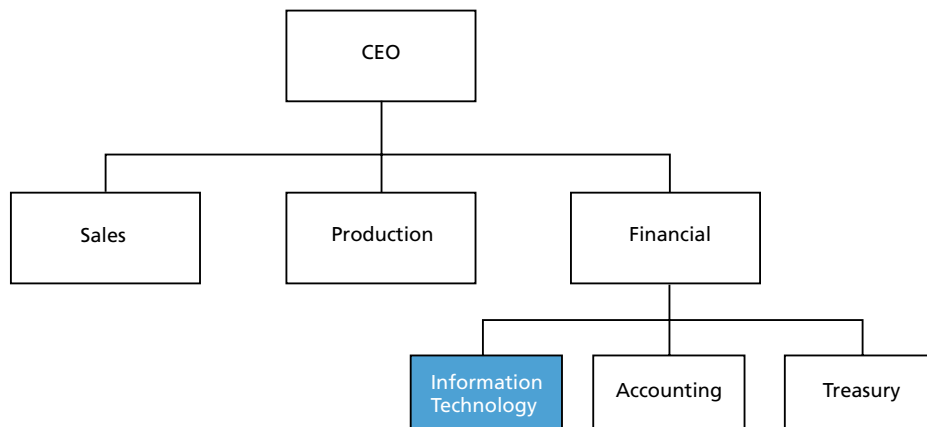 CEO
Sales
Production
Financial
Information
Technology
Accounting
Treasury